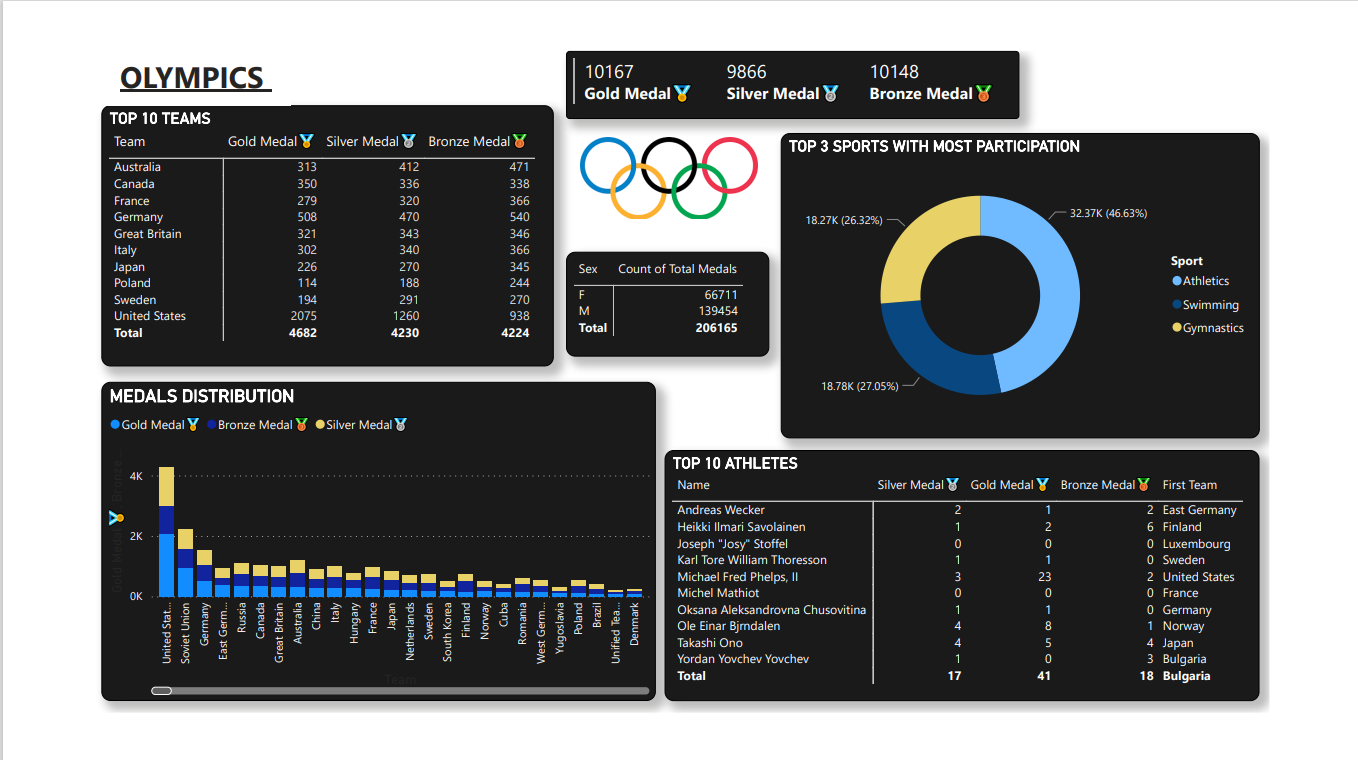 OLYMPICS
10167 9866 10148
Gold Medal🏅 Silver Medal🥈 Bronze Medal🥉
TOP 10 TEAMS
Team Gold Medal🏅 Silver Medal🥈 Bronze Medal🥉
Australia 313 412 471
Canada 350 336 338
France 279 320 366
Germany 508 470 540
Great Britain 321 343 346
Italy 302 340 366
Japan 226 270 345
Poland 114 188 244
Sweden 194 291 270
United States 2075 1260 938
Total 4682 4230 4224
Sex Count of Total Medals
F 66711
M 139454
Total 206165
TOP 3 SPORTS WITH MOST PARTICIPATION
18.27K (26.32%)
32.37K (46.63%)
18.78K (27.05%)
Sport
Athletics
Swimming
Gymnastics
MEDALS DISTRIBUTION
Gold Medal🏅 Bronze Medal🥉 Silver Medal🥈
4K
2K
0K
Gold Medal🏅 Bronze
United Stat...
Soviet Union
Germany
East Germ...
Russia
Canada
Great Britain
Australia
China
Italy
Hungary
France
Japan
Netherlands
Sweden
South Korea
Finland
Norway
Cuba
Romania
West Germ...
Yugoslavia
Poland
Brazil
Unified Tea...
Denmark
Team
TOP 10 ATHLETES
Name Silver Medal🥈 Gold Medal🏅 Bronze Medal🥉 First Team
Andreas Wecker 2 1 2 East Germany
Heikki Ilmari Savolainen 1 2 6 Finland
Joseph "Josy" Stoffel 0 0 0 Luxembourg
Karl Tore William Thoresson 1 1 0 Sweden
Michael Fred Phelps, II 3 23 2 United States
Michel Mathiot 0 0 0 France
Oksana Aleksandrovna Chusovitina 1 1 0 Germany
Ole Einar Bjrndalen 4 8 1 Norway
Takashi Ono 4 5 4 Japan
Yordan Yovchev Yovchev 1 0 3 Bulgaria
Total 17 41 18 Bulgaria